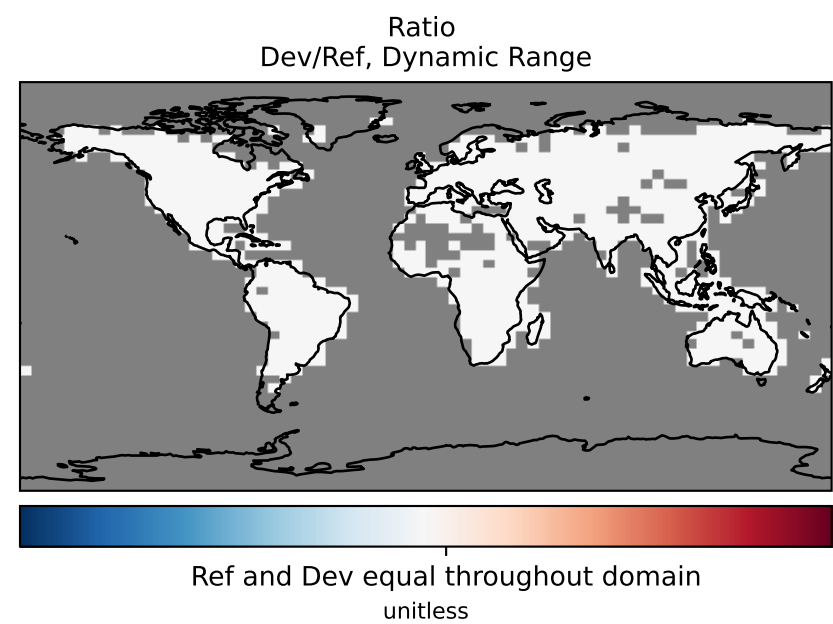 Ratio
Dev/Ref, Dynamic Range
Ref and Dev equal throughout domain
unitless